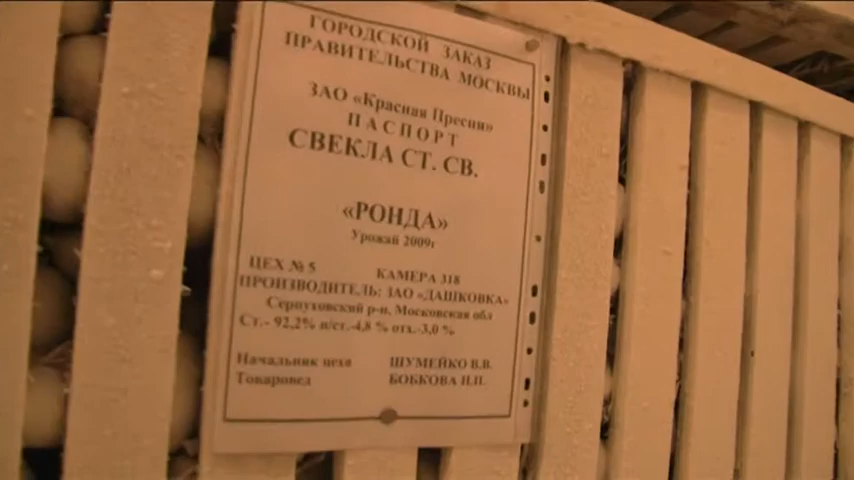 ГОРОДСКОЙ ЗАКАЗ
ПРАВИТЕЛЬСТВА МОСКВЫ
ЗАО «Красная Пресня»
ПАСПОРТ
СВЕКЛА СТ. СВ.
«РОНДА»
Урожай 2009г
ЦЕХ № 5 КАМЕРА 318
ПРОИЗВОДИТЕЛЬ: ЗАО «ДАШКОВКА»
Серпуховский р-н. Московская обл
Ст.- 92,2% н/ст.-4,8 % отх.-3,0 %
Начальник цеха ШУМЕЙКО В.В.
Товаровед БОБКОВА Н.П.